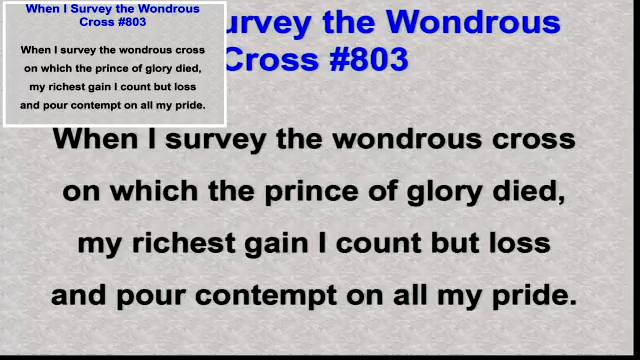 When I Survey the Wondrous
Cross #803
When I survey the wondrous cross
on which the prince of glory died,
my richest gain I count but loss
and pour contempt on all my pride.
urvey the Wondrous
Cross #803
When I survey the wondrous cross
on which the prince of glory died,
my richest gain I count but loss
and pour contempt on all my pride.